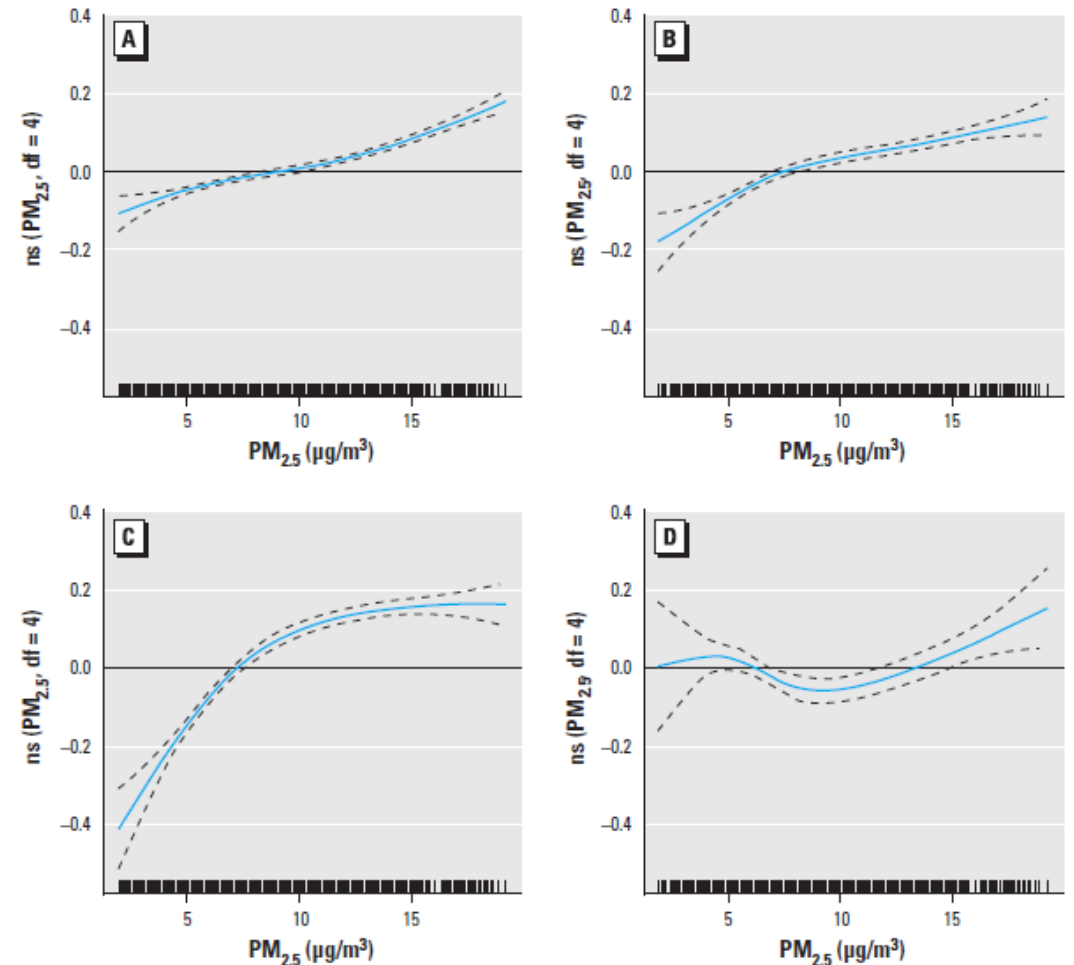 A
B
0.4
0.2
0.0
–0.2
–0.4
ns (PM2.5, df = 4)
5
10
15
PM2.5 (µg/m³)
0.4
0.2
0.0
–0.2
–0.4
ns (PM2.5, df = 4)
5
10
15
PM2.5 (µg/m³)
C
D
0.4
0.2
0.0
–0.2
–0.4
ns (PM2.5, df = 4)
5
10
15
PM2.5 (µg/m³)
0.4
0.2
0.0
–0.2
–0.4
ns (PM2.5, df = 4)
5
10
15
PM2.5 (µg/m³)